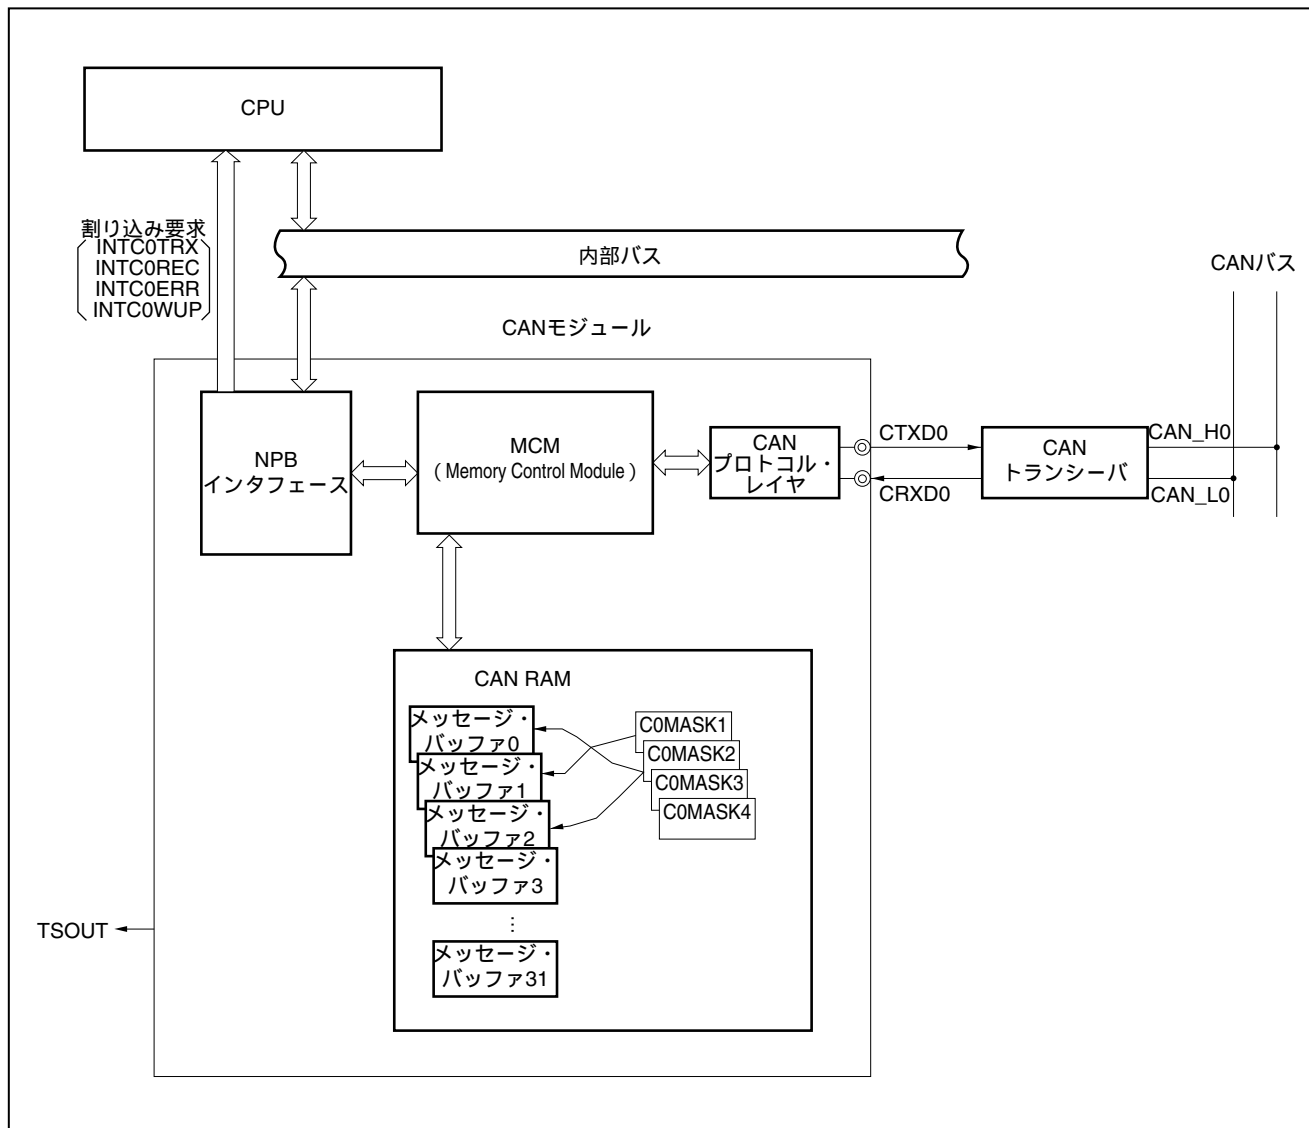 CPU
割り込み要求
INTC0TRX
INTC0REC
INTC0ERR
INTC0WUP
内部バス
CANバス
CANモジュール
NPB
インタフェース
MCM
( Memory Control Module )
CAN
プロトコル・
レイヤ
CTXD0
CRXD0
CAN
トランシーバ
CAN_H0
CAN_L0
CAN RAM
メッセージ・
バッファ0
メッセージ・
バッファ1
メッセージ・
バッファ2
メッセージ・
バッファ3
…
メッセージ・
バッファ31
C0MASK1
C0MASK2
C0MASK3
C0MASK4
TSOUT